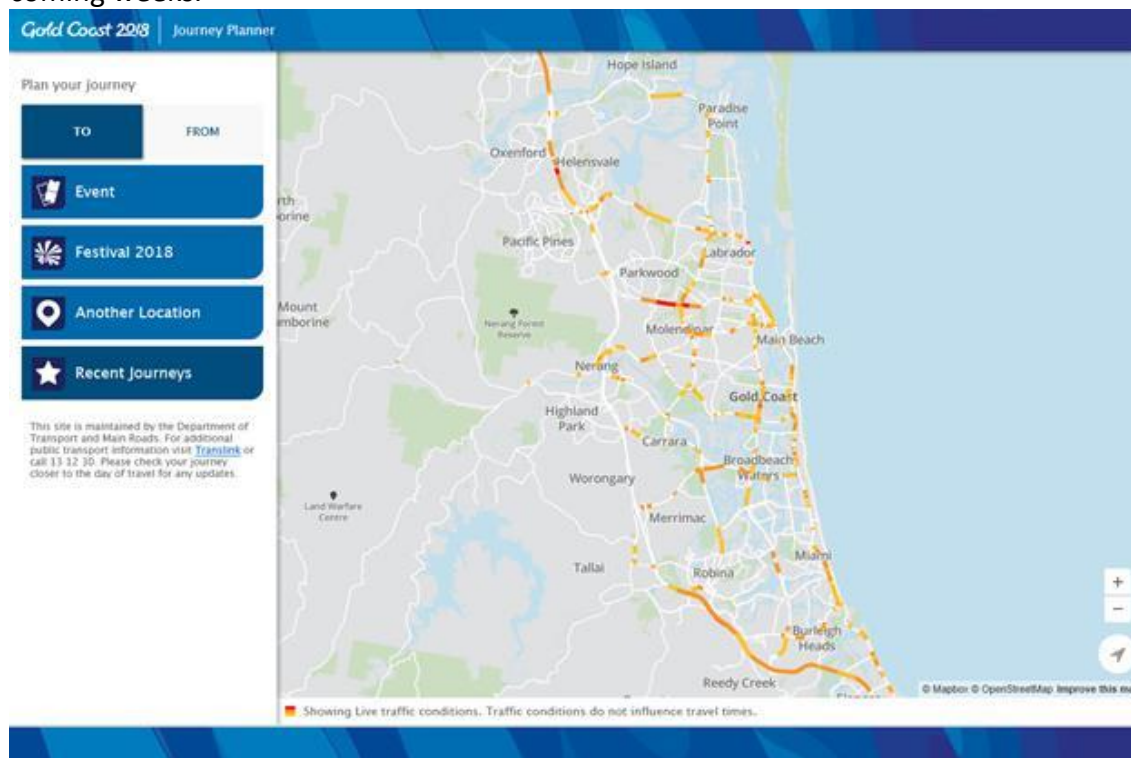 coming weeks.
Gold Coast 2018
Journey Planner
Plan your journey
TO
FROM
Event
Festival 2018
Another Location
Recent Journeys
This site is maintained by the Department of
Transport and Main Roads. For additional
public transport information visit Translink or
call 13 12 30. Please check your journey
closer to the day of travel for any updates.
Hope Island
Paradise
Point
Oxenford
Helensvale
Pacific Pines
Labrador
Parkwood
Mount
Nerang Forest
Reserve
Molendinar
Main Beach
Nerang
Gold Coast
Highland
Park
Carrara
Broadbeach
Waters
Worongary
Land Warfare
Centre
Merrimac
Miami
Tallai
Robina
+
−
Burleigh
Heads
Reedy Creek
© Mapbox © OpenStreetMap Improve this ma
Showing Live traffic conditions. Traffic conditions do not influence travel times.